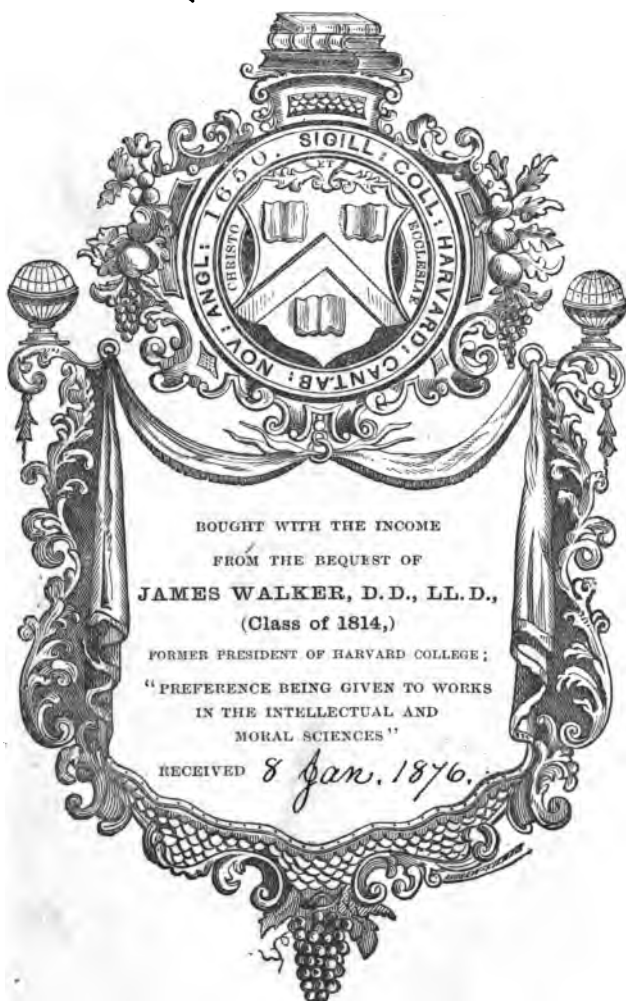 SIGILL: COLL: HARVARD: CANTAB: NOV: ANGL: 1650.
CHRISTO
ET
ECCLESIAE
BOUGHT WITH THE INCOME
FROM THE BEQUEST OF
JAMES WALKER, D.D., LL.D.,
(Class of 1814,)
FORMER PRESIDENT OF HARVARD COLLEGE;
"PREFERENCE BEING GIVEN TO WORKS
IN THE INTELLECTUAL AND
MORAL SCIENCES"
RECEIVED 8 Jan. 1876.